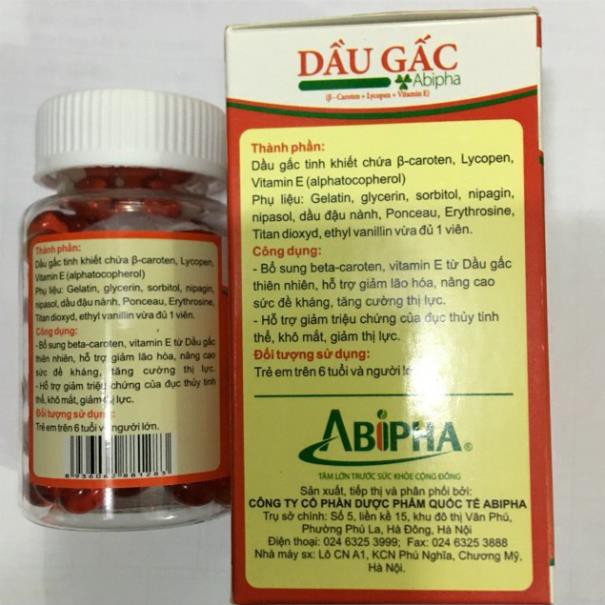 DẦU GẤC
Abipha
(β - Caroten + Lycopen + Vitamin E)
Thành phần:
Dầu gấc tinh khiết chứa β-caroten, Lycopen,
Vitamin E (alphatocopherol)
Phụ liệu: Gelatin, glycerin, sorbitol, nipagin,
nipasol, dầu đậu nành, Ponceau, Erythrosine,
Titan dioxyd, ethyl vanillin vừa đủ 1 viên.
Công dụng:
- Bổ sung beta-caroten, vitamin E từ Dầu gấc
thiên nhiên, hỗ trợ giảm lão hóa, nâng cao
sức đề kháng, tăng cường thị lực.
- Hỗ trợ giảm triệu chứng của đục thủy tinh
thể, khô mắt, giảm thị lực.
Đối tượng sử dụng:
Trẻ em trên 6 tuổi và người lớn.
ABIPHA®
TÂM LỚN TRƯỚC SỨC KHỎE CỘNG ĐỒNG
Sản xuất, tiếp thị và phân phối bởi:
CÔNG TY CỔ PHẦN DƯỢC PHẨM QUỐC TẾ ABIPHA
Trụ sở chính: Số 5, liền kề 15, khu đô thị Văn Phú,
Phường Phú La, Hà Đông, Hà Nội
Điện thoại: 024 6325 3999; Fax: 024 6325 3888
Nhà máy sx: Lô CN A1, KCN Phú Nghĩa, Chương Mỹ,
Hà Nội.
Thành phần:
Dầu gấc tinh khiết chứa β-caroten, Lycopen,
Vitamin E (alphatocopherol)
Phụ liệu: Gelatin, glycerin, sorbitol, nipagin,
nipasol, dầu đậu nành, Ponceau, Erythrosine,
Titan dioxyd, ethyl vanillin vừa đủ 1 viên.
Công dụng:
- Bổ sung beta-caroten, vitamin E từ Dầu gấc
thiên nhiên, hỗ trợ giảm lão hóa, nâng cao
sức đề kháng, tăng cường thị lực.
- Hỗ trợ giảm triệu chứng của đục thủy tinh
thể, khô mắt, giảm thị lực.
Đối tượng sử dụng:
Trẻ em trên 6 tuổi và người lớn.